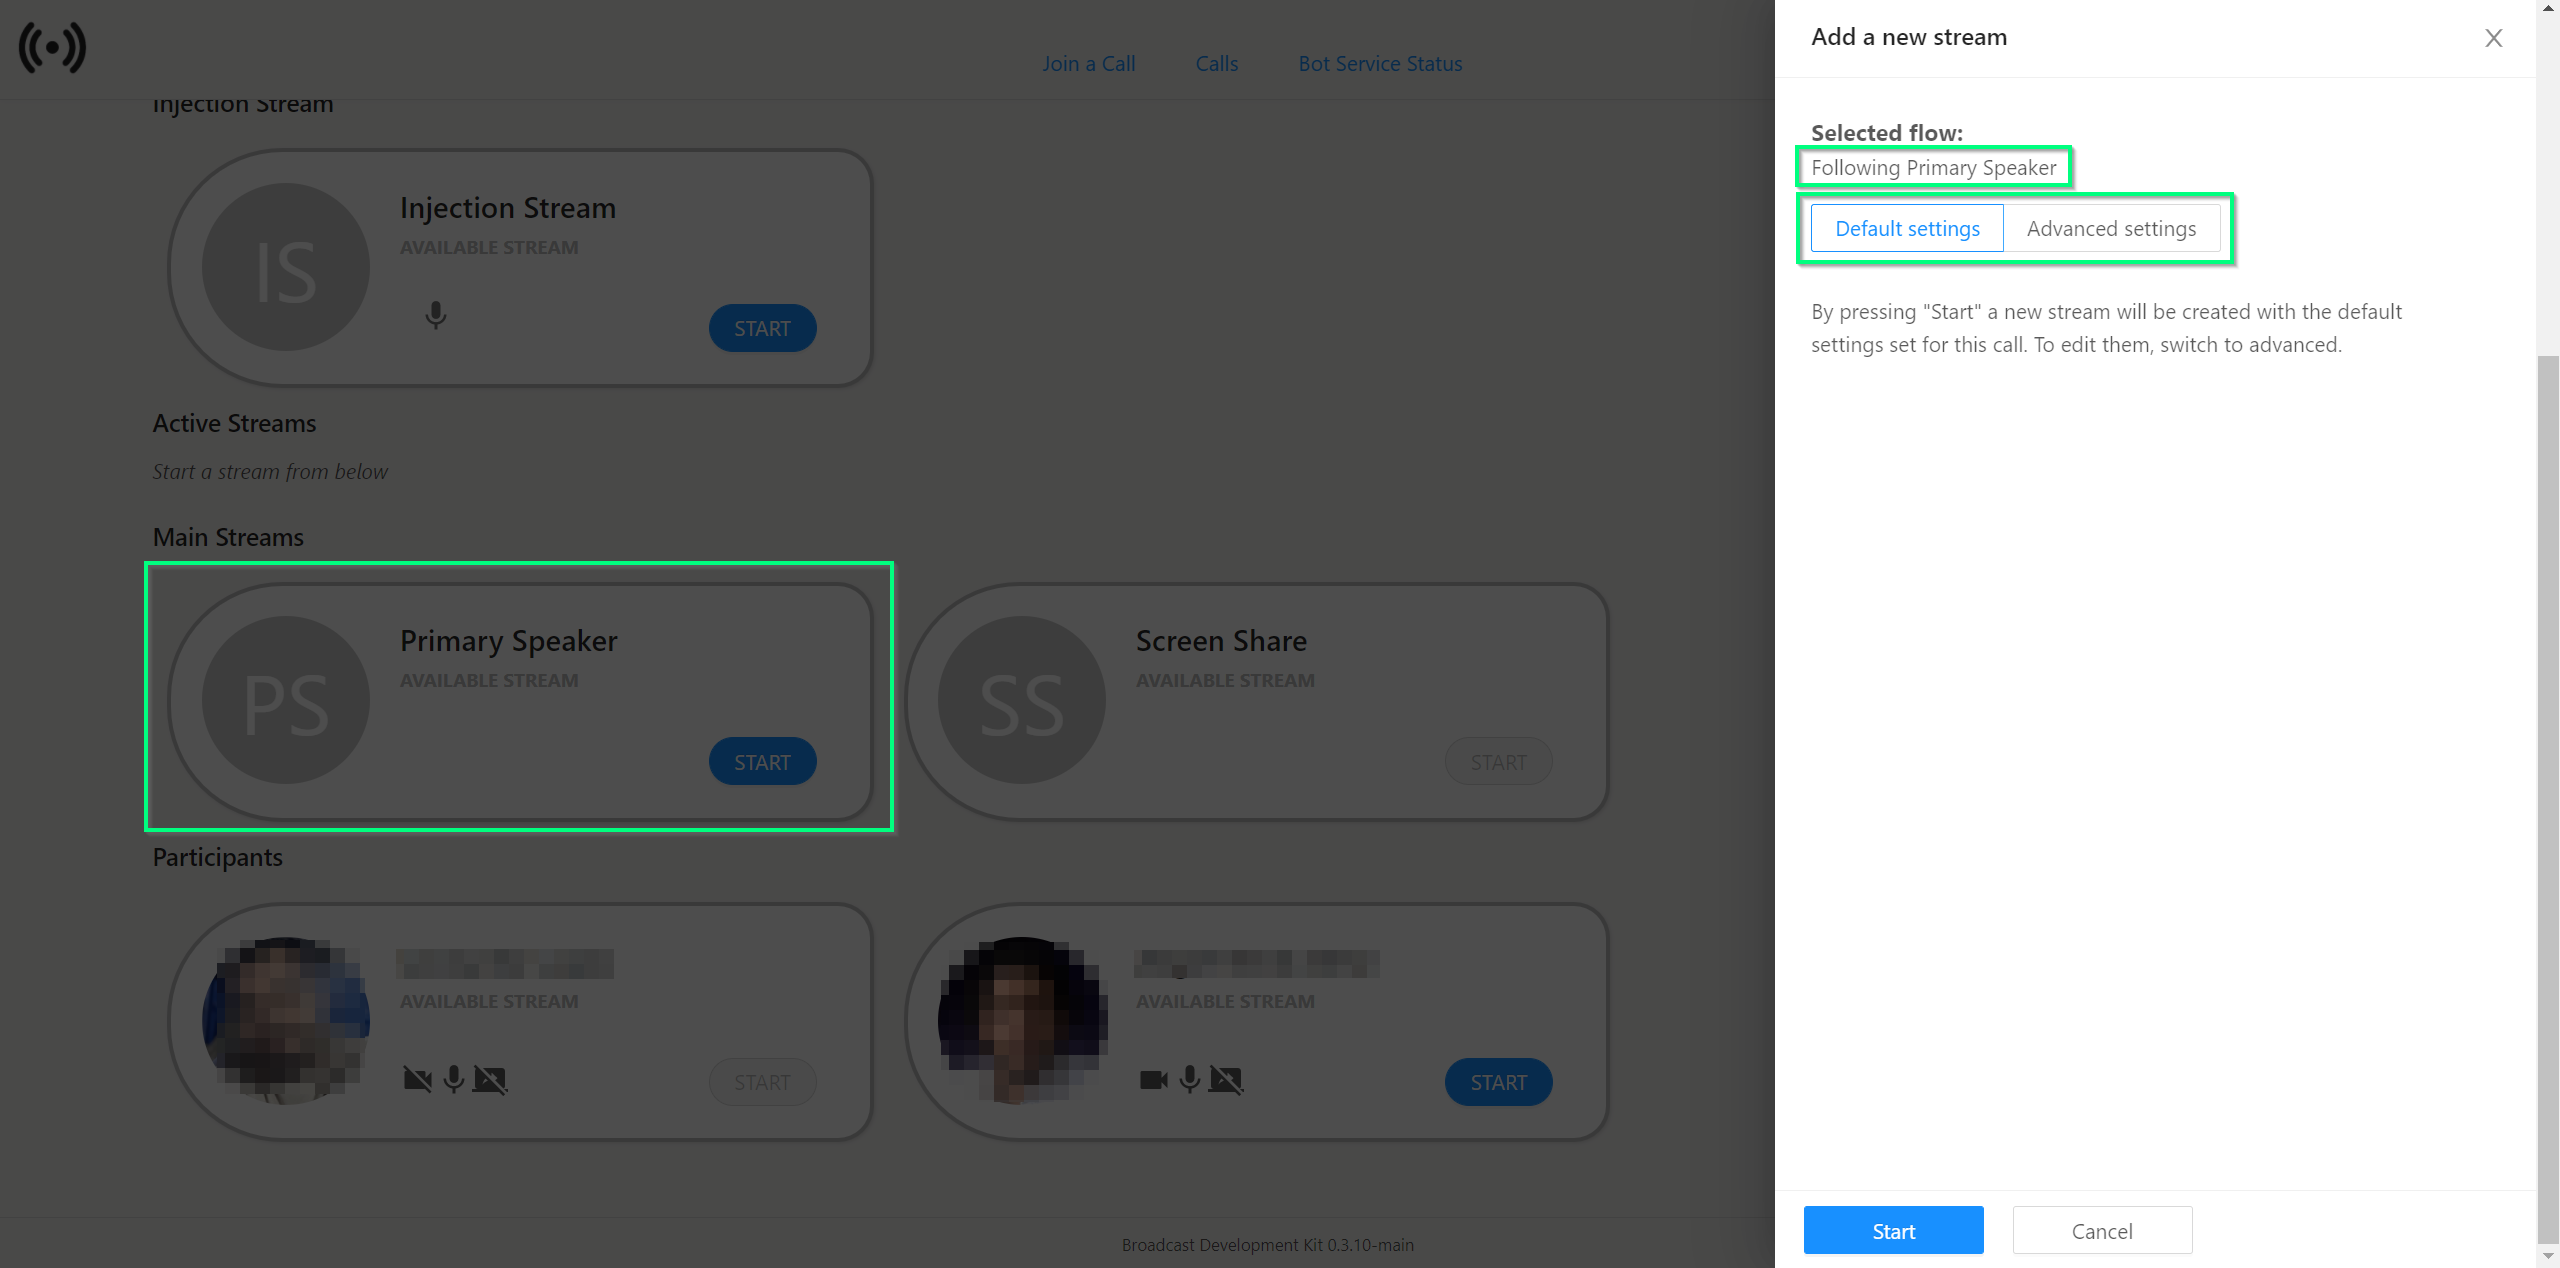 Join a Call
Calls
Bot Service Status
Injection Stream
IS
Injection Stream
AVAILABLE STREAM
START
Active Streams
Start a stream from below
Main Streams
PS
Primary Speaker
AVAILABLE STREAM
START
SS
Screen Share
AVAILABLE STREAM
START
Participants
AVAILABLE STREAM
START
AVAILABLE STREAM
START
Broadcast Development Kit 0.3.10-main
Add a new stream
Selected flow:
Following Primary Speaker
Default settings
Advanced settings
By pressing "Start" a new stream will be created with the default
settings set for this call. To edit them, switch to advanced.
Start
Cancel